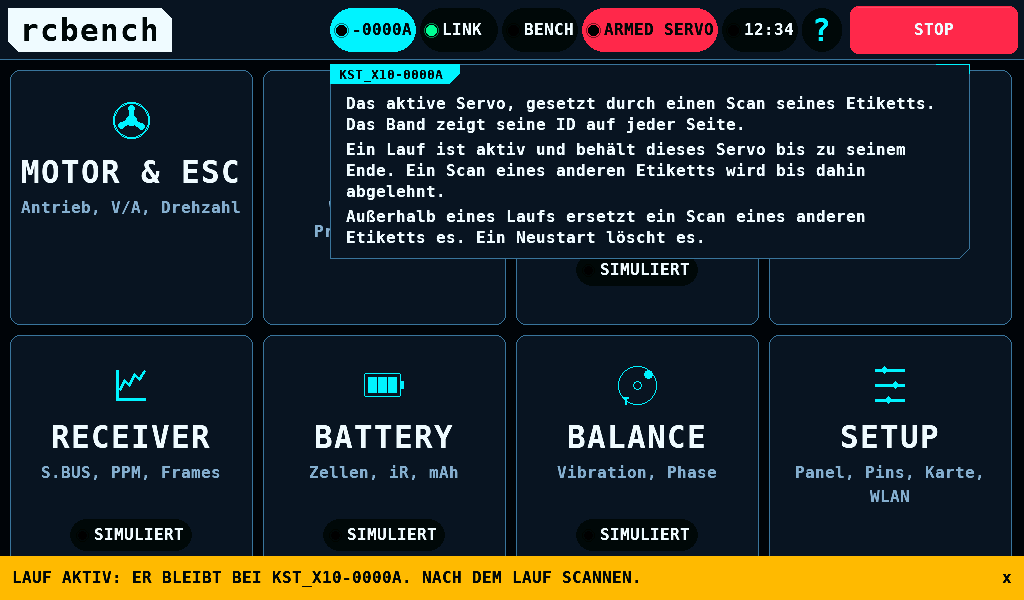 rcbench
-0000A
LINK
BENCH
ARMED SERVO
12:34
?
STOP
KST_X10-0000A
Das aktive Servo, gesetzt durch einen Scan seines Etiketts.
Das Band zeigt seine ID auf jeder Seite.
Ein Lauf ist aktiv und behält dieses Servo bis zu seinem
Ende. Ein Scan eines anderen Etiketts wird bis dahin
abgelehnt.
Außerhalb eines Laufs ersetzt ein Scan eines anderen
Etiketts es. Ein Neustart löscht es.
MOTOR & ESC
Antrieb, V/A, Drehzahl
SIMULIERT
RECEIVER
S.BUS, PPM, Frames
SIMULIERT
BATTERY
Zellen, iR, mAh
SIMULIERT
BALANCE
Vibration, Phase
SIMULIERT
SETUP
Panel, Pins, Karte,
WLAN
LAUF AKTIV: ER BLEIBT BEI KST_X10-0000A. NACH DEM LAUF SCANNEN.
x